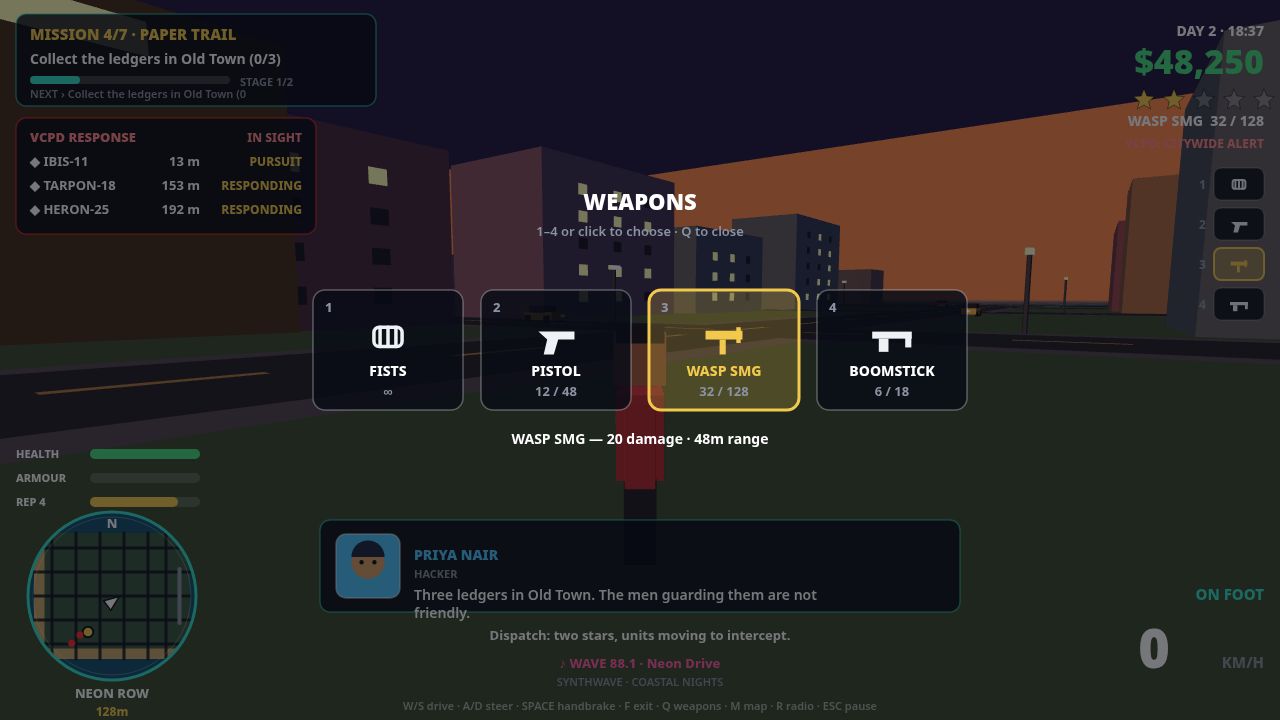 MISSION 4/7 · PAPER TRAIL
Collect the ledgers in Old Town (0/3)
STAGE 1/2
NEXT › Collect the ledgers in Old Town (0
VCPD RESPONSE IN SIGHT
◆ IBIS-11 13 m PURSUIT
◆ TARPON-18 153 m RESPONDING
◆ HERON-25 192 m RESPONDING
DAY 2 · 18:37
$48,250
WASP SMG 32 / 128
VCPD: CITYWIDE ALERT
1
2
3
4
WEAPONS
1–4 or click to choose · Q to close
1
FISTS
∞
2
PISTOL
12 / 48
3
WASP SMG
32 / 128
4
BOOMSTICK
6 / 18
WASP SMG — 20 damage · 48m range
HEALTH
ARMOUR
REP 4
N
NEON ROW
128m
PRIYA NAIR
HACKER
Three ledgers in Old Town. The men guarding them are not
friendly.
Dispatch: two stars, units moving to intercept.
♪ WAVE 88.1 · Neon Drive
SYNTHWAVE · COASTAL NIGHTS
W/S drive · A/D steer · SPACE handbrake · F exit · Q weapons · M map · R radio · ESC pause
ON FOOT
0 KM/H